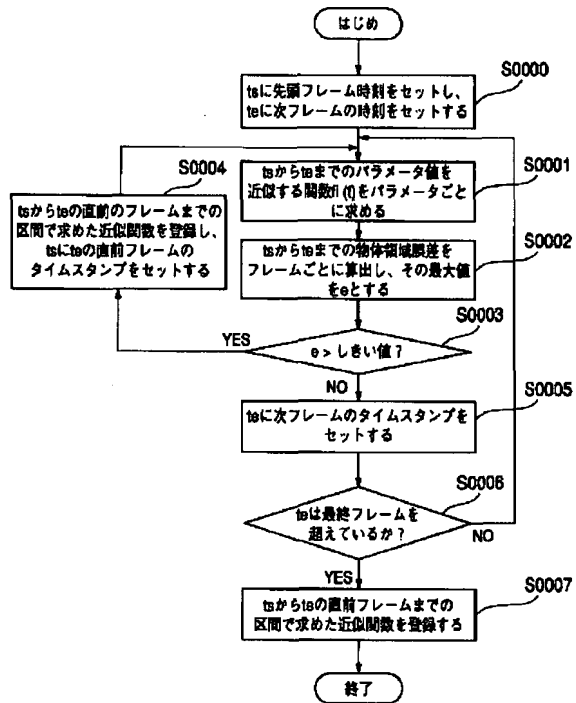 はじめ
S0000
tsに先頭フレーム時刻をセットし、
teに次フレームの時刻をセットする
S0004
S0001
tsからteまでのパラメータ値を
近似する関数fi (t)をパラメータごと
に求める
tsからteの直前のフレームまでの
区間で求めた近似関数を登録し、
tsにteの直前フレームの
タイムスタンプをセットする
S0002
tsからteまでの物体領域誤差を
フレームごとに算出し、その最大値
をeとする
S0003
YES
e > しきい値？
NO
S0005
teに次フレームのタイムスタンプを
セットする
S0006
teは最終フレームを
超えているか？
NO
YES
S0007
tsからteの直前フレームまでの
区間で求めた近似関数を登録する
終了